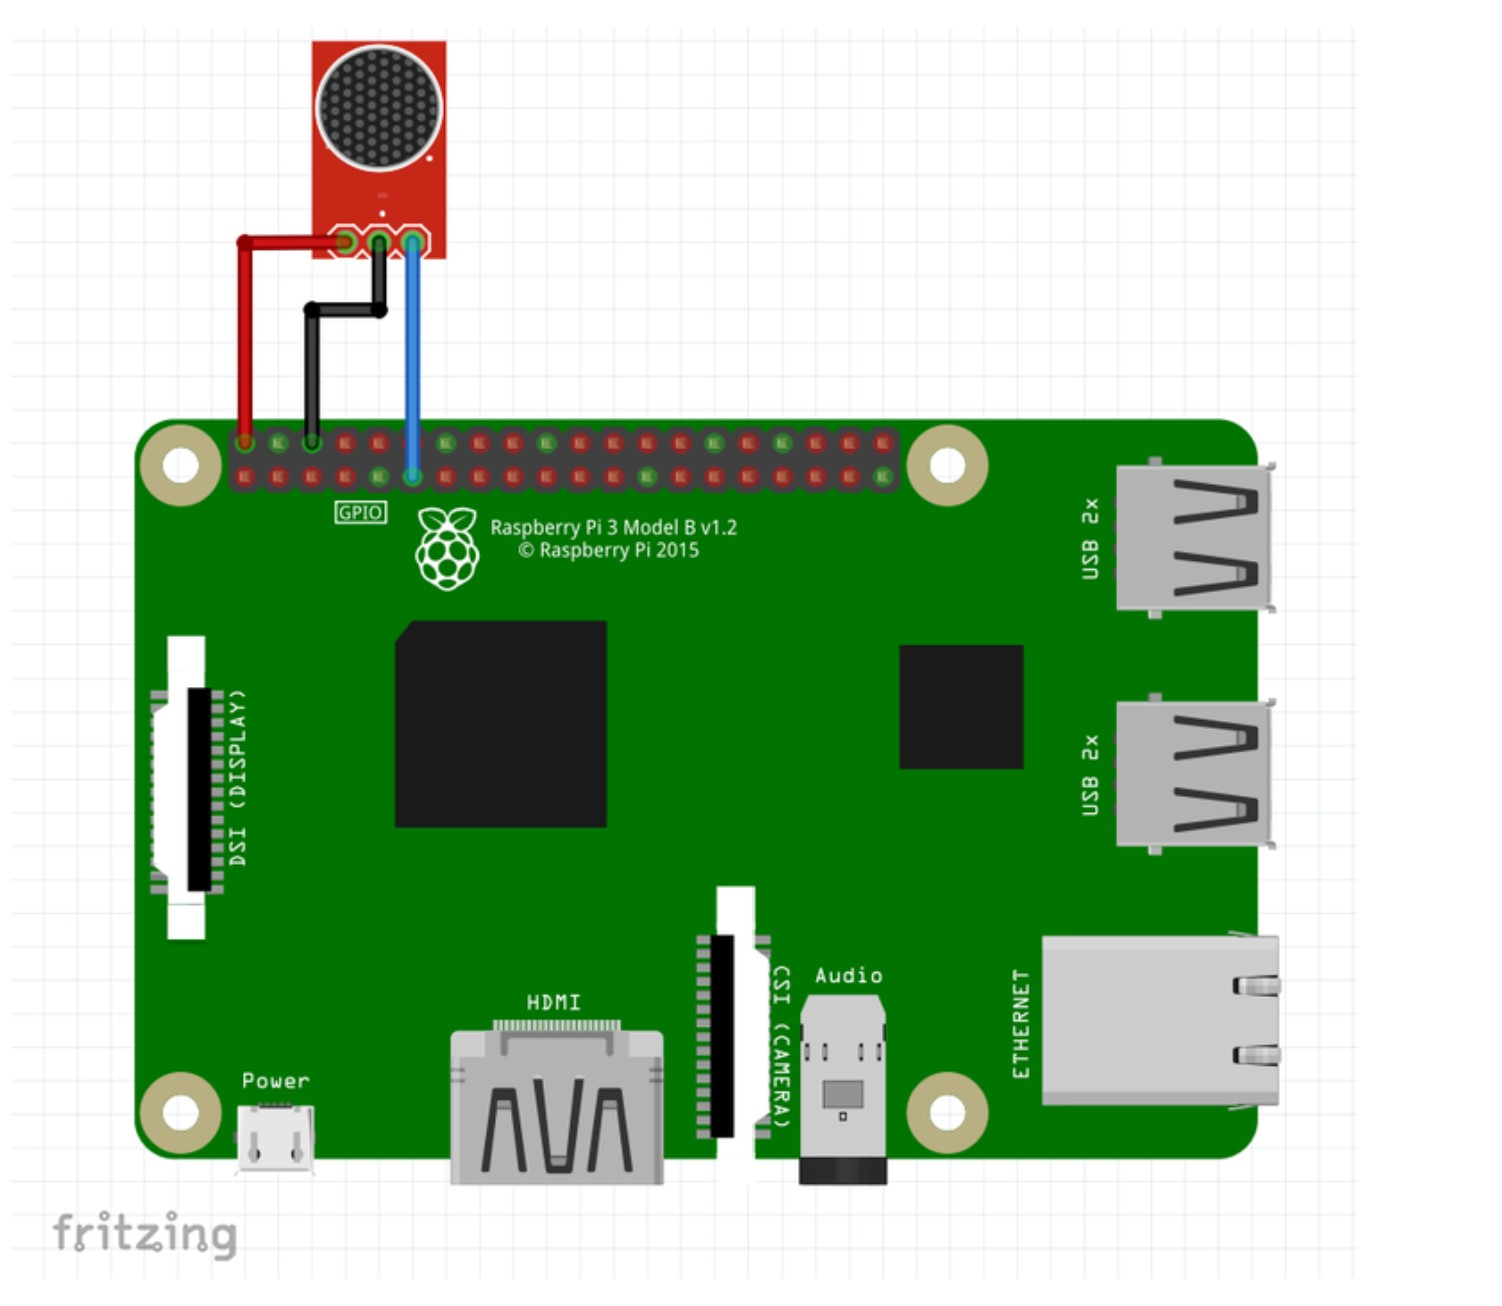 GPIO
Raspberry Pi 3 Model B v1.2
© Raspberry Pi 2015
USB 2x
DSI (DISPLAY)
USB 2x
CSI (CAMERA)
Audio
ETHERNET
HDMI
Power
fritzing